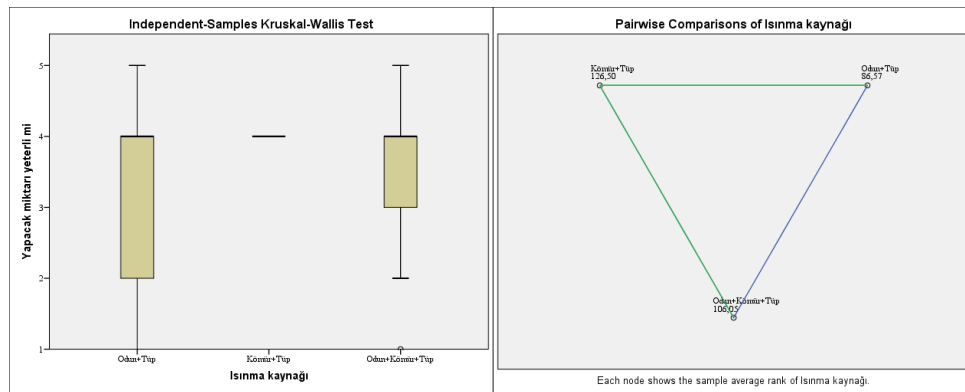 Independent-Samples Kruskal-Wallis Test
Yapacak miktarı yeterli mi
5
4
3
2
1
Odun+Tüp
Kömür+Tüp
Odun+Kömür+Tüp
Isınma kaynağı
Pairwise Comparisons of Isınma kaynağı
Kömür+Tüp
126,50
Odun+Tüp
86,57
Odun+Kömür+Tüp
106,05
Each node shows the sample average rank of Isınma kaynağı.